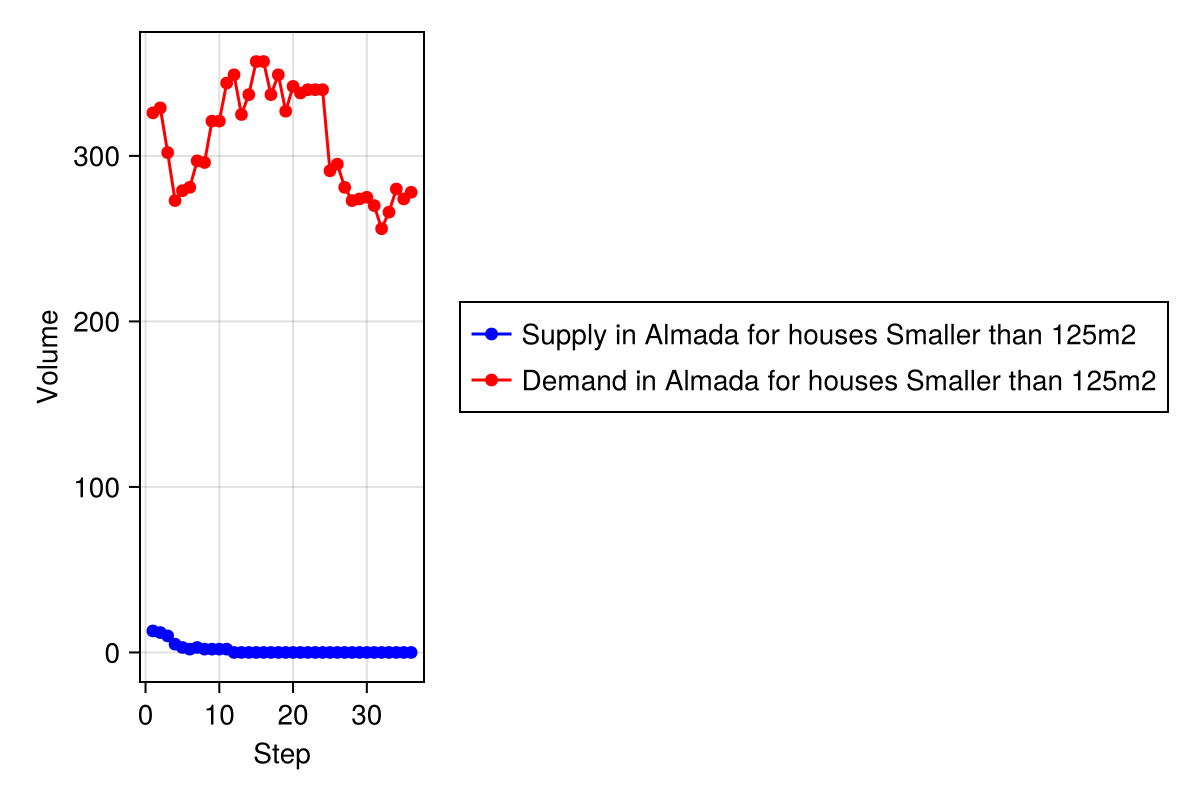 Volume
300
200
100
0
0 10 20 30
Step
Supply in Almada for houses Smaller than 125m2
Demand in Almada for houses Smaller than 125m2